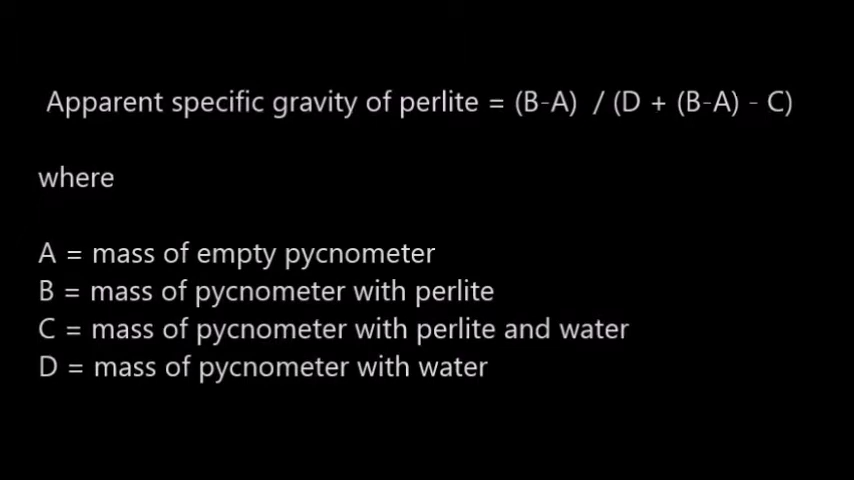 Apparent specific gravity of perlite = (B-A) / (D + (B-A) - C)
where
A = mass of empty pycnometer
B = mass of pycnometer with perlite
C = mass of pycnometer with perlite and water
D = mass of pycnometer with water